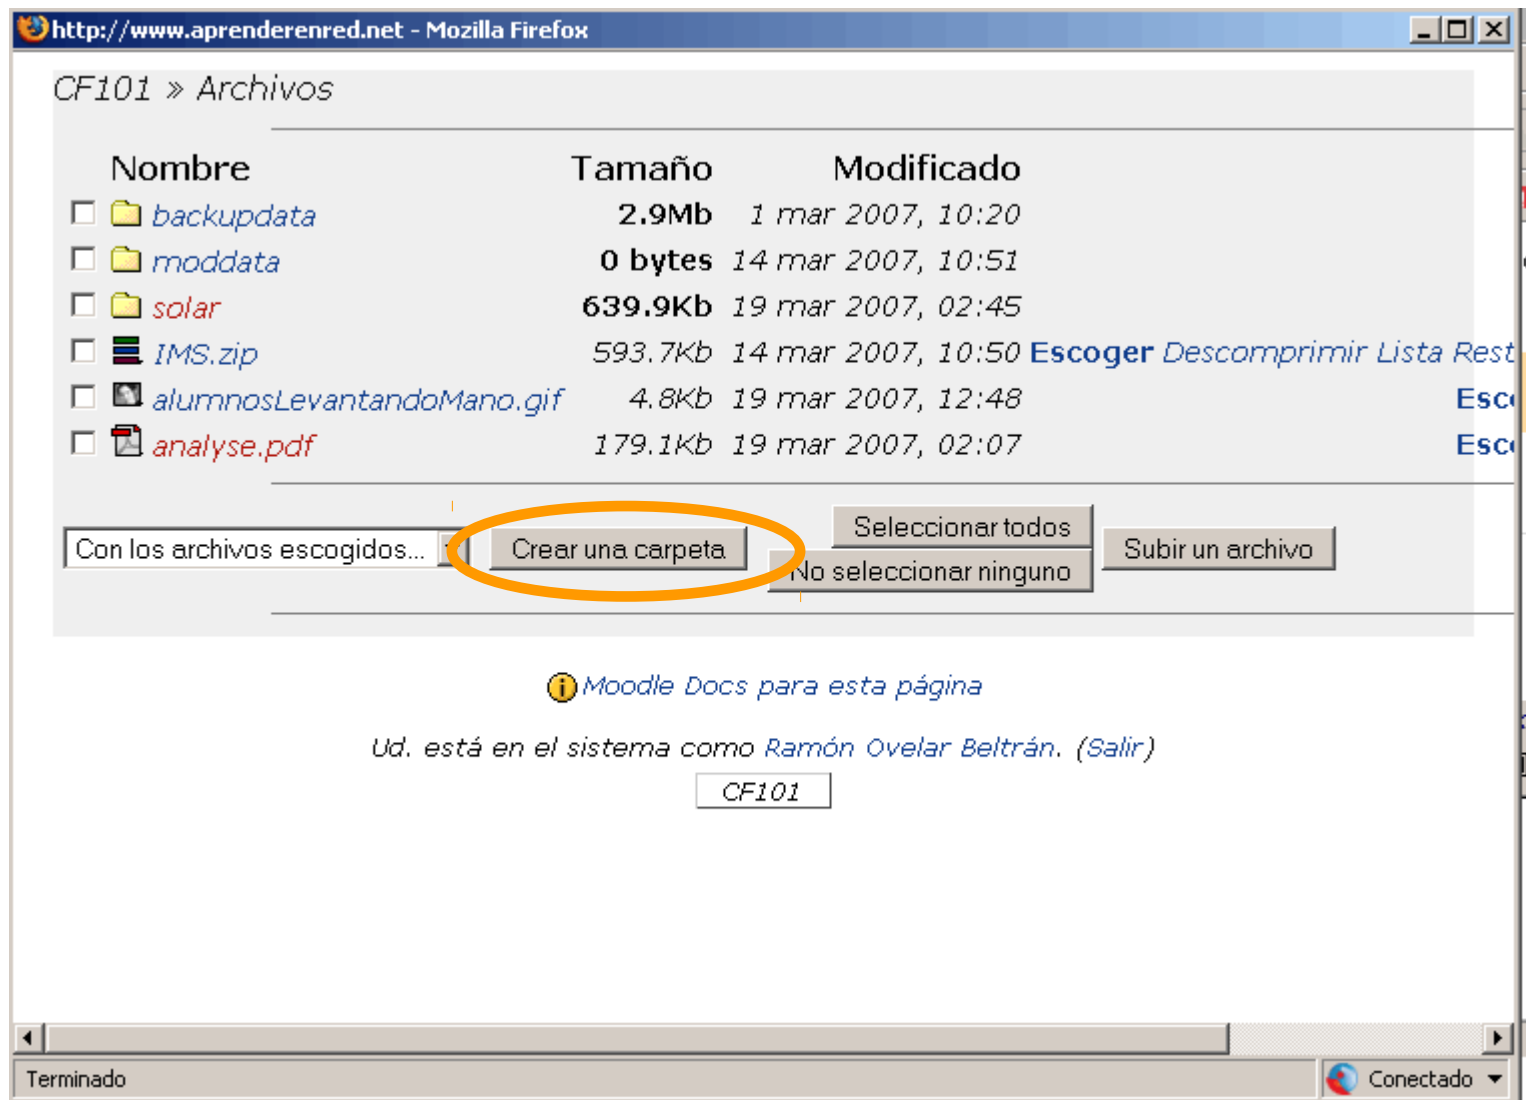 http://www.aprenderenred.net - Mozilla Firefox
CF101 » Archivos
Nombre Tamaño Modificado
backupdata 2.9Mb 1 mar 2007, 10:20
moddata 0 bytes 14 mar 2007, 10:51
solar 639.9Kb 19 mar 2007, 02:45
IMS.zip 593.7Kb 14 mar 2007, 10:50 Escoger Descomprimir Lista Rest
alumnosLevantandoMano.gif 4.8Kb 19 mar 2007, 12:48 Esco
analyse.pdf 179.1Kb 19 mar 2007, 02:07 Esco
Seleccionar todos
Con los archivos escogidos... Crear una carpeta Subir un archivo
No seleccionar ninguno
Moodle Docs para esta página
Ud. está en el sistema como Ramón Ovelar Beltrán. (Salir)
CF101
Terminado Conectado